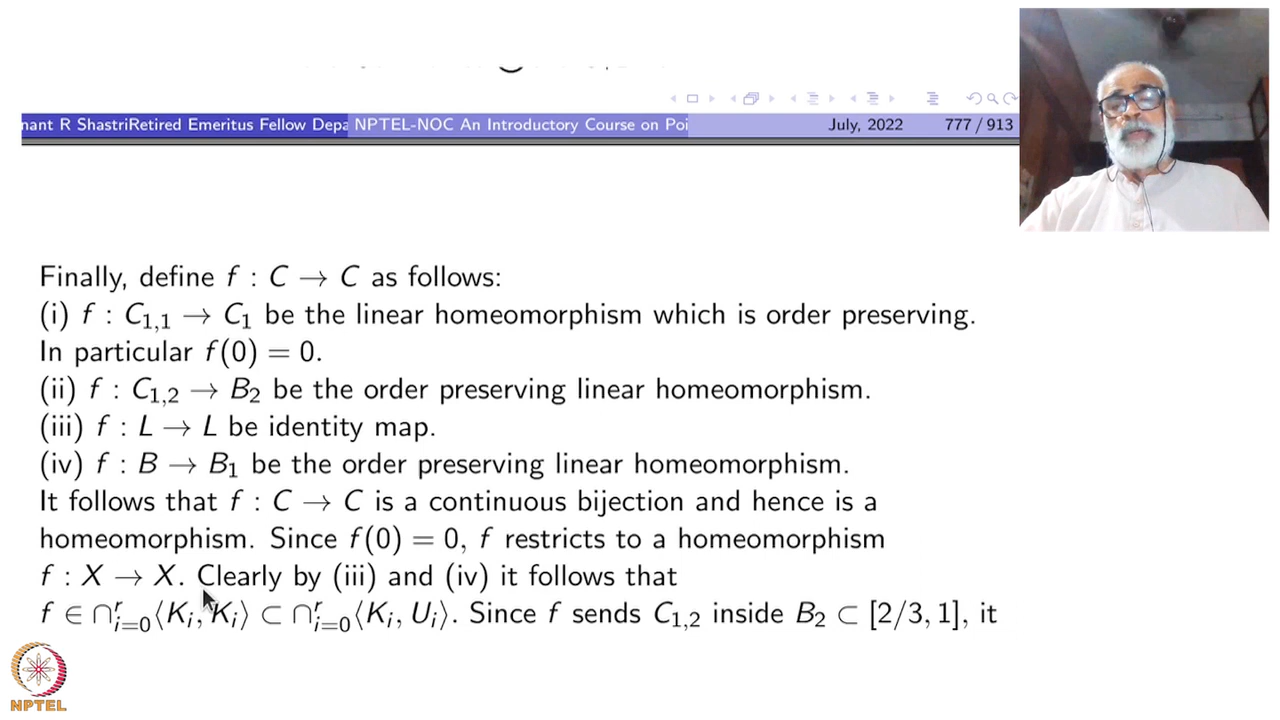 nant R ShastriRetired Emeritus Fellow Depa NPTEL-NOC An Introductory Course on Poi July, 2022 777 / 913
Finally, define f : C → C as follows:
(i) f : C₁,₁ → C₁ be the linear homeomorphism which is order preserving.
In particular f(0) = 0.
(ii) f : C₁,₂ → B₂ be the order preserving linear homeomorphism.
(iii) f : L → L be identity map.
(iv) f : B → B₁ be the order preserving linear homeomorphism.
It follows that f : C → C is a continuous bijection and hence is a
homeomorphism. Since f(0) = 0, f restricts to a homeomorphism
f : X → X. Clearly by (iii) and (iv) it follows that
f ∈ ∩ʳᵢ₌₀⟨Kᵢ, Kᵢ⟩ ⊂ ∩ʳᵢ₌₀⟨Kᵢ, Uᵢ⟩. Since f sends C₁,₂ inside B₂ ⊂ [2/3, 1], it
NPTEL